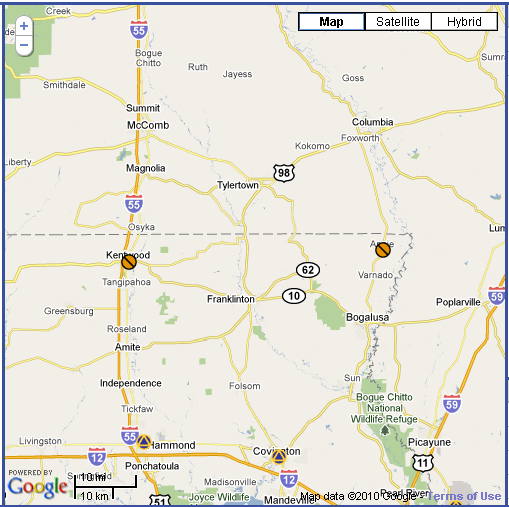 Creek
55
Map
Satellite
Hybrid
+
−
Bogue
Chitto
Ruth
Jayess
Goss
Smithdale
Summit
McComb
Columbia
Foxworth
Kokomo
Liberty
Magnolia
98
Tylertown
55
Osyka
Kentwood
Varnado
62
10
Tangipahoa
Franklinton
Poplarville
59
Greensburg
Bogalusa
Roseland
Amite
Independence
Folsom
Sun
Tickfaw
Bogue Chitto
National
Wildlife Refuge
59
55
Livingston
Hammond
Picayune
12
Ponchatoula
Covington
11
POWERED BY
Google
10 mi
10 km
Madisonville
12
51
Joyce Wildlife
Mandeville
Pearl River
Map data ©2010 Google - Terms of Use